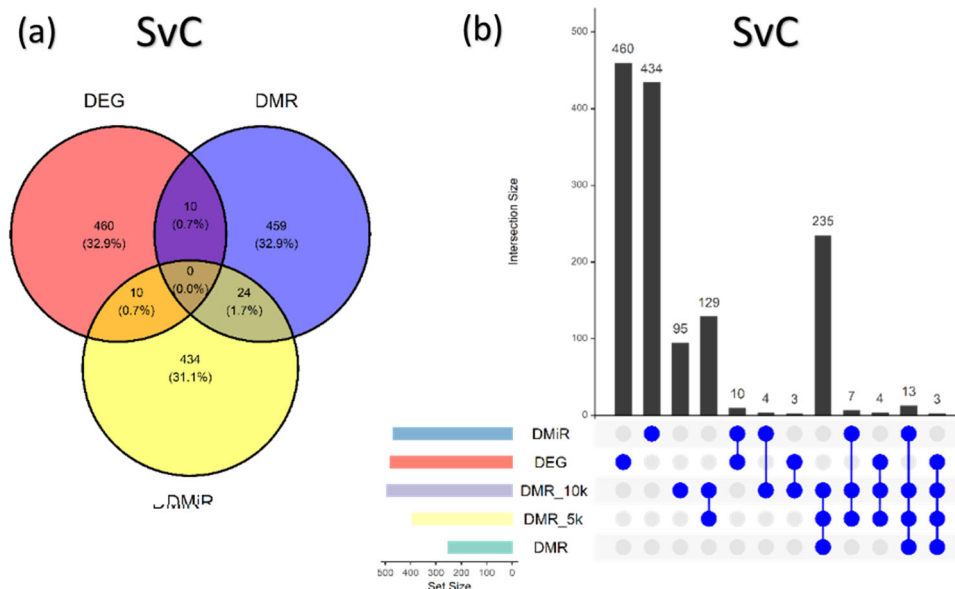 (a) SvC
DEG DMR
460
(32.9%)
10
(0.7%)
459
(32.9%)
0
(0.0%)
10
(0.7%)
24
(1.7%)
434
(31.1%)
DMiR
(b) SvC
Intersection Size
500
400
300
200
100
0
460
434
95
129
10
4
3
235
7
4
13
3
DMiR
DEG
DMR_10k
DMR_5k
DMR
500 400 300 200 100 0
Set Size